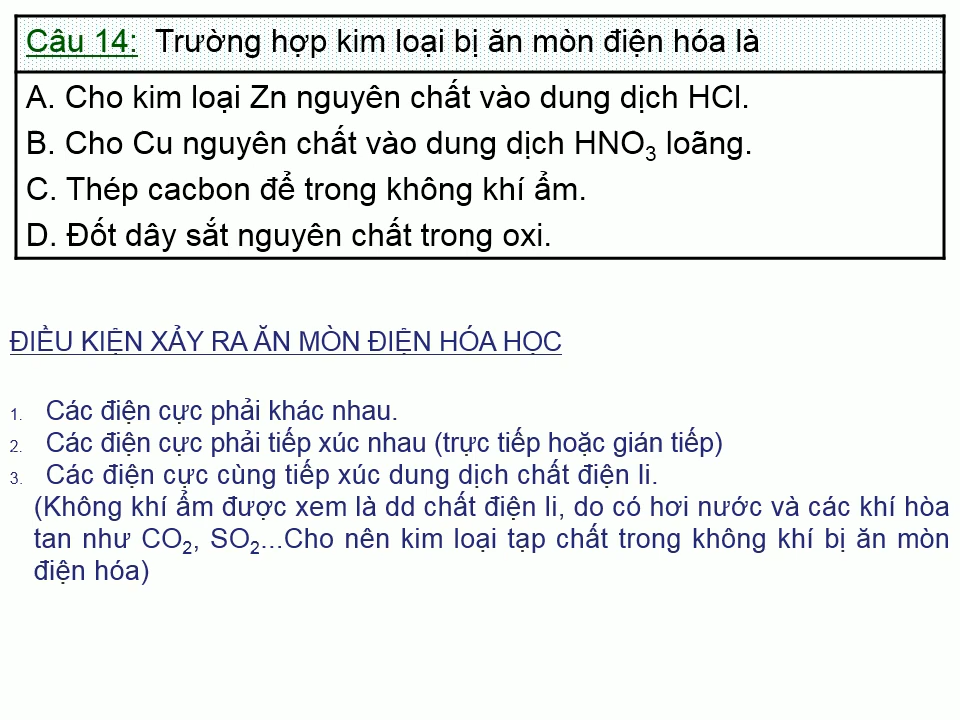 Câu 14: Trường hợp kim loại bị ăn mòn điện hóa là
A. Cho kim loại Zn nguyên chất vào dung dịch HCl.
B. Cho Cu nguyên chất vào dung dịch HNO3 loãng.
C. Thép cacbon để trong không khí ẩm.
D. Đốt dây sắt nguyên chất trong oxi.
ĐIỀU KIỆN XẢY RA ĂN MÒN ĐIỆN HÓA HỌC
1. Các điện cực phải khác nhau.
2. Các điện cực phải tiếp xúc nhau (trực tiếp hoặc gián tiếp)
3. Các điện cực cùng tiếp xúc dung dịch chất điện li.
(Không khí ẩm được xem là dd chất điện li, do có hơi nước và các khí hòa
tan như CO2, SO2...Cho nên kim loại tạp chất trong không khí bị ăn mòn
điện hóa)